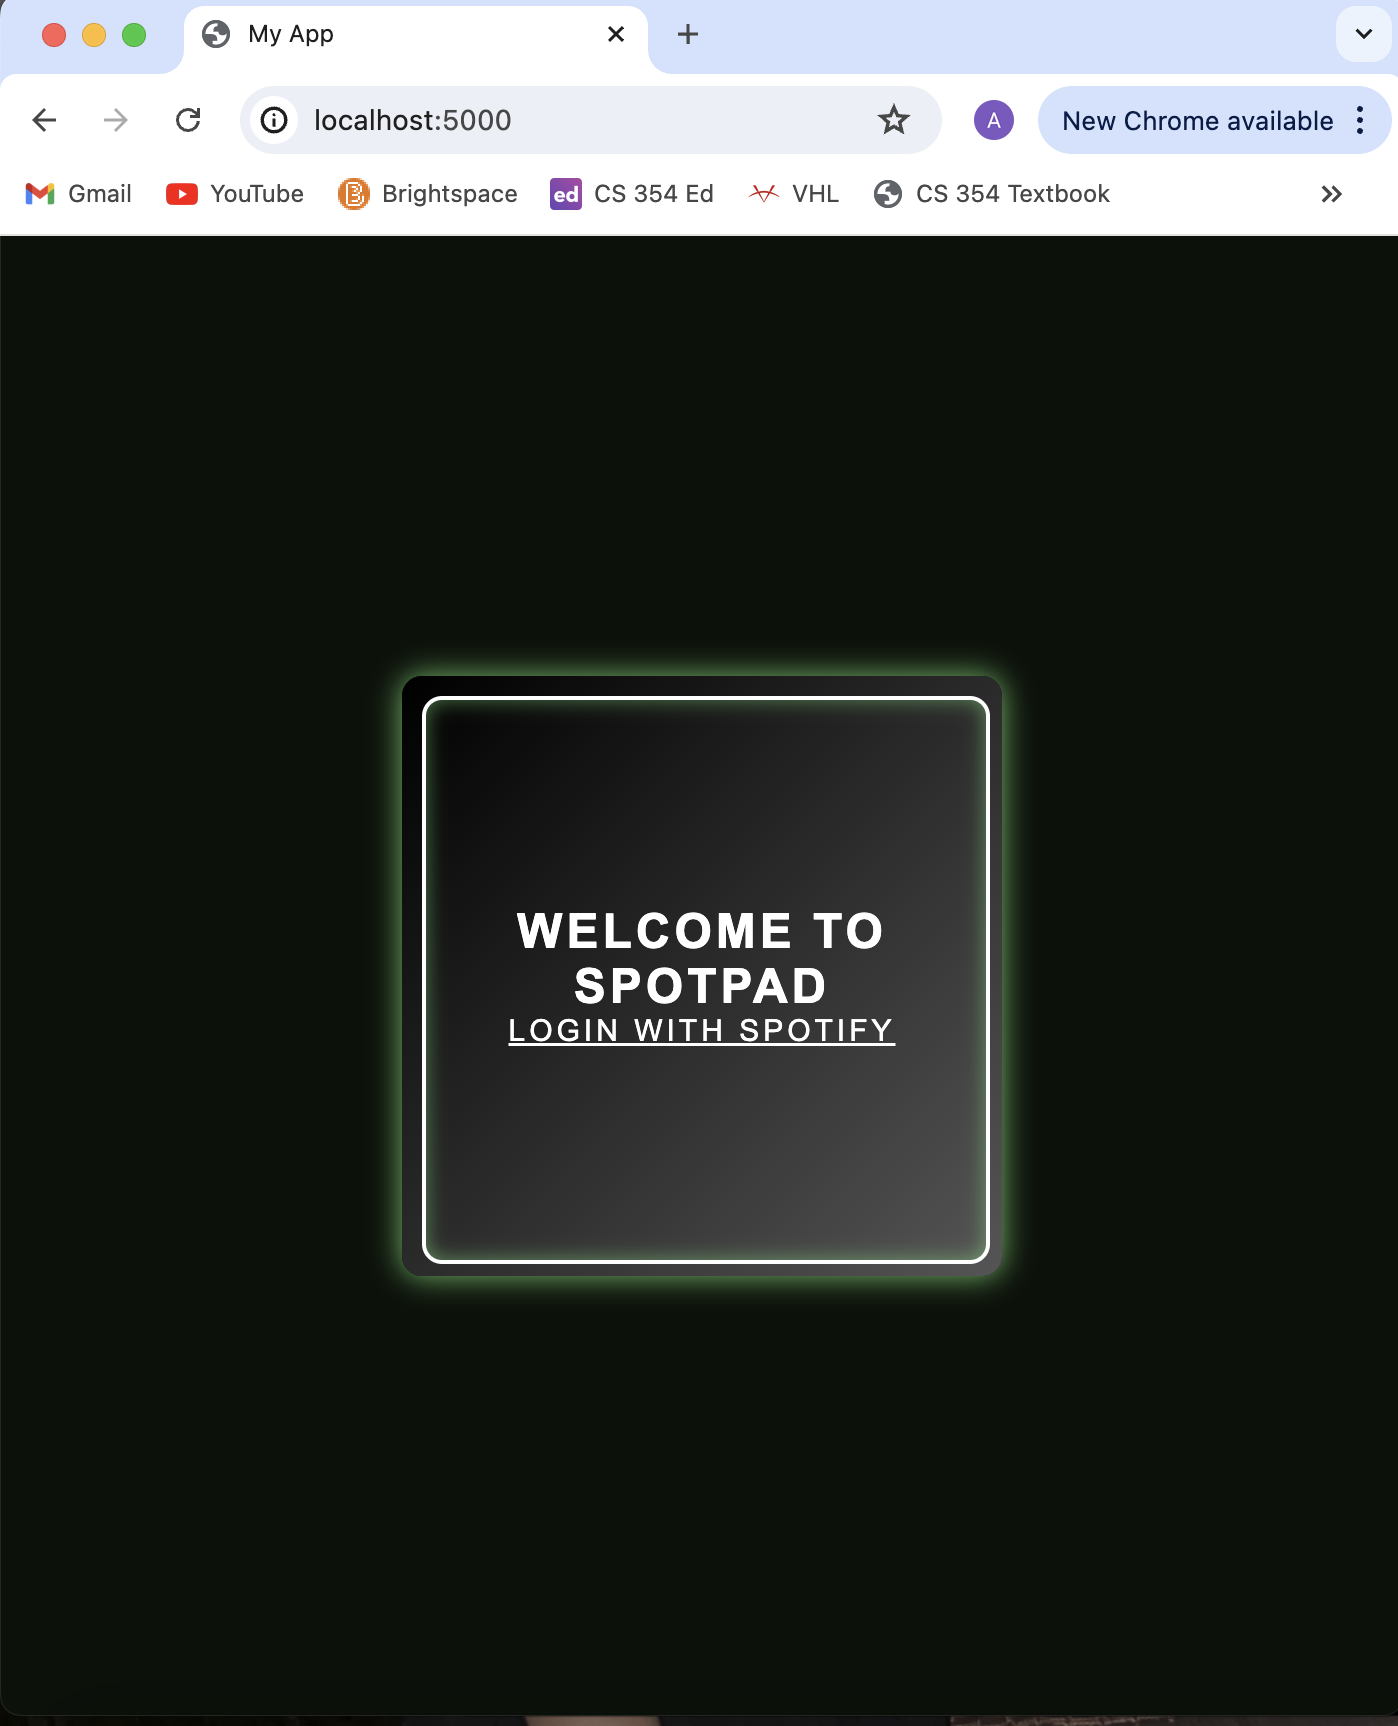 My App
localhost:5000
A
New Chrome available
Gmail
YouTube
B
Brightspace
ed
CS 354 Ed
VHL
CS 354 Textbook
WELCOME TO
SPOTPAD
LOGIN WITH SPOTIFY